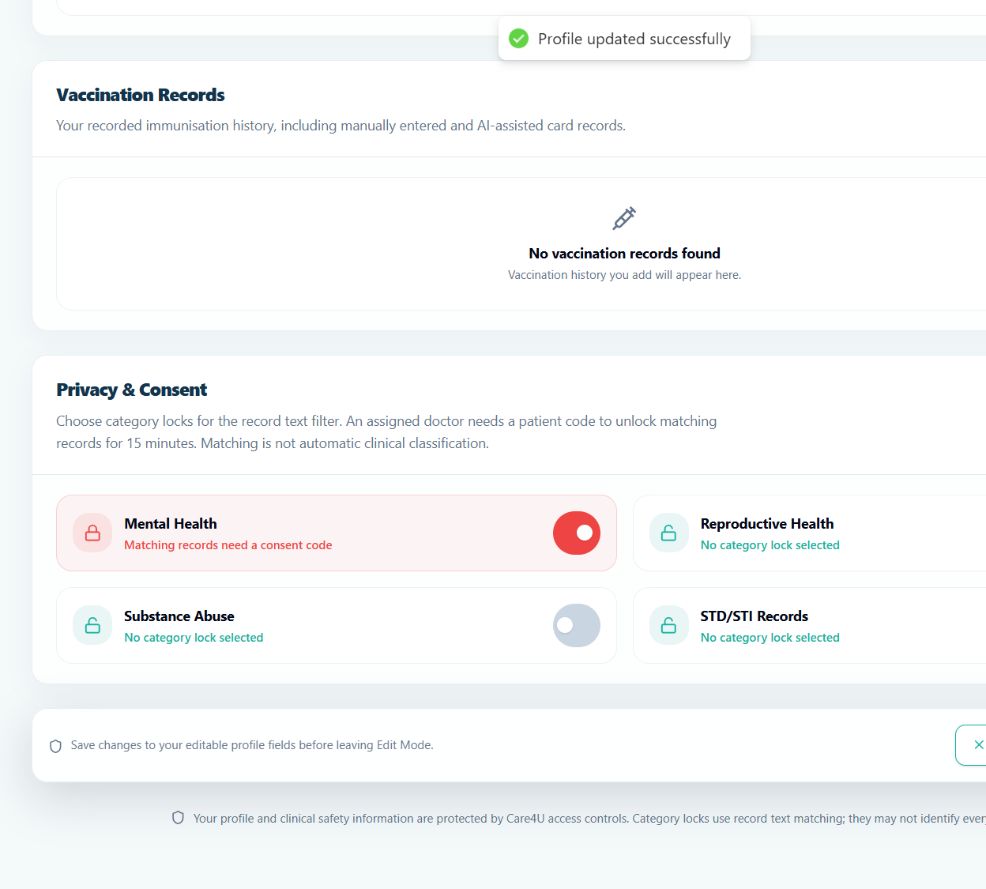 Profile updated successfully
Vaccination Records
Your recorded immunisation history, including manually entered and AI-assisted card records.
No vaccination records found
Vaccination history you add will appear here.
Privacy & Consent
Choose category locks for the record text filter. An assigned doctor needs a patient code to unlock matching
records for 15 minutes. Matching is not automatic clinical classification.
Mental Health
Matching records need a consent code
Reproductive Health
No category lock selected
Substance Abuse
No category lock selected
STD/STI Records
No category lock selected
Save changes to your editable profile fields before leaving Edit Mode.
Your profile and clinical safety information are protected by Care4U access controls. Category locks use record text matching; they may not identify